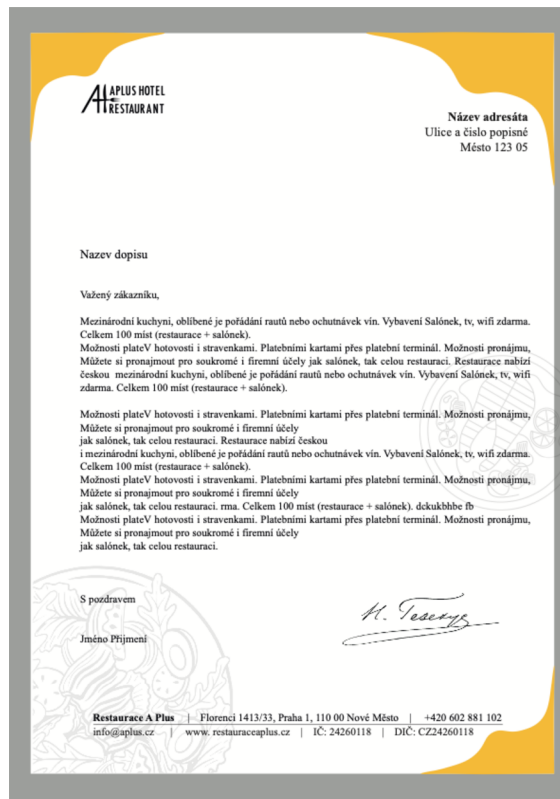 APLUS HOTEL
RESTAURANT
Název adresáta
Ulice a čislo popisné
Město 123 05
Nazev dopisu
Važený zákazníku,
Mezinárodní kuchyni, oblíbené je pořádání rautů nebo ochutnávek vín. Vybavení Salónek, tv, wifi zdarma.
Celkem 100 míst (restaurace + salónek).
Možnosti plateV hotovosti i stravenkami. Platebními kartami přes platební terminál. Možnosti pronájmu,
Můžete si pronajmout pro soukromé i firemní účely jak salónek, tak celou restauraci. Restaurace nabízí
českou mezinárodní kuchyni, oblíbené je pořádání rautů nebo ochutnávek vín. Vybavení Salónek, tv, wifi
zdarma. Celkem 100 míst (restaurace + salónek).
Možnosti plateV hotovosti i stravenkami. Platebními kartami přes platební terminál. Možnosti pronájmu,
Můžete si pronajmout pro soukromé i firemní účely
jak salónek, tak celou restauraci. Restaurace nabízí českou
i mezinárodní kuchyni, oblíbené je pořádání rautů nebo ochutnávek vín. Vybavení Salónek, tv, wifi zdarma.
Celkem 100 míst (restaurace + salónek).
Možnosti plateV hotovosti i stravenkami. Platebními kartami přes platební terminál. Možnosti pronájmu,
Můžete si pronajmout pro soukromé i firemní účely
jak salónek, tak celou restauraci. rma. Celkem 100 míst (restaurace + salónek). dckukbhbe fb
Možnosti plateV hotovosti i stravenkami. Platebními kartami přes platební terminál. Možnosti pronájmu,
Můžete si pronajmout pro soukromé i firemní účely
jak salónek, tak celou restauraci.
S pozdravem
Jméno Přijmeni
Restaurace A Plus | Florenci 1413/33, Praha 1, 110 00 Nové Město | +420 602 881 102
info@aplus.cz | www. restauraceaplus.cz | IČ: 24260118 | DIČ: CZ24260118